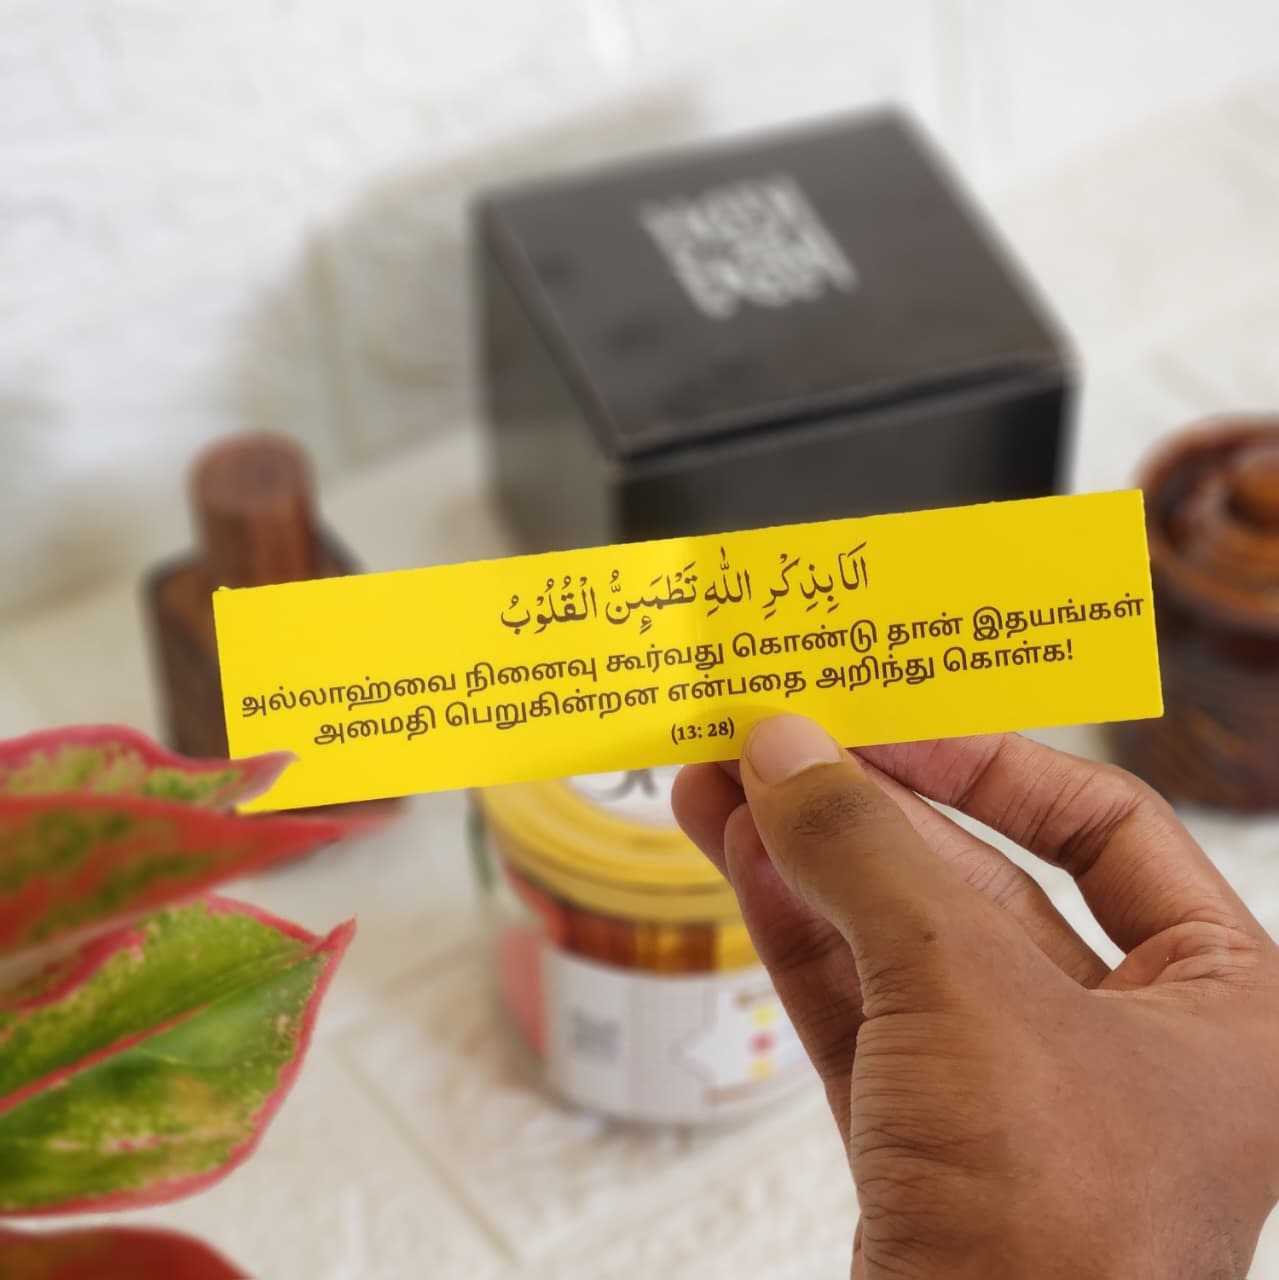 اَلَا بِذِكْرِ اللّٰهِ تَطْمَئِنُّ الْقُلُوْبُ
அல்லாஹ்வை நினைவு கூர்வது கொண்டு தான் இதயங்கள்
அமைதி பெறுகின்றன என்பதை அறிந்து கொள்க!
(13: 28)